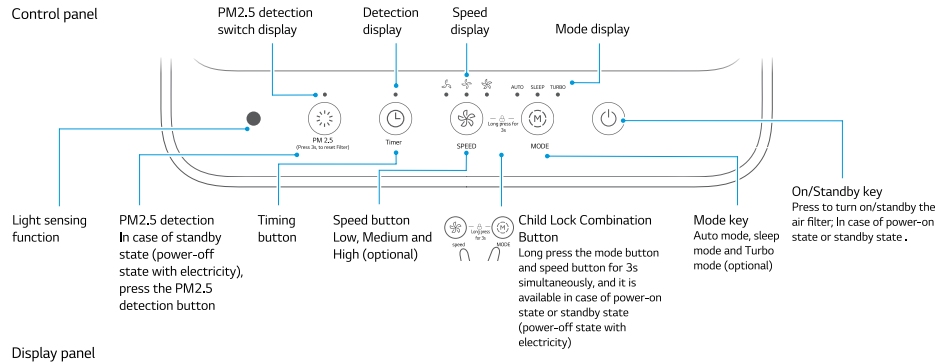 Control panel
PM2.5 detection
switch display
Detection
display
Speed
display
Mode display
AUTO SLEEP TURBO
M
Long press for
3s
PM 2.5
(Press 3s, to reset Filter)
Timer
SPEED
MODE
Light sensing
function
PM2.5 detection
In case of standby
state (power-off
state with electricity),
press the PM2.5
detection button
Timing
button
Speed button
Low, Medium and
High (optional)
M
Long press
for 3s
speed
MODE
Child Lock Combination
Button
Long press the mode button
and speed button for 3s
simultaneously, and it is
available in case of power-on
state or standby state
(power-off state with
electricity)
Mode key
Auto mode, sleep
mode and Turbo
mode (optional)
On/Standby key
Press to turn on/standby the
air filter; In case of power-on
state or standby state .
Display panel